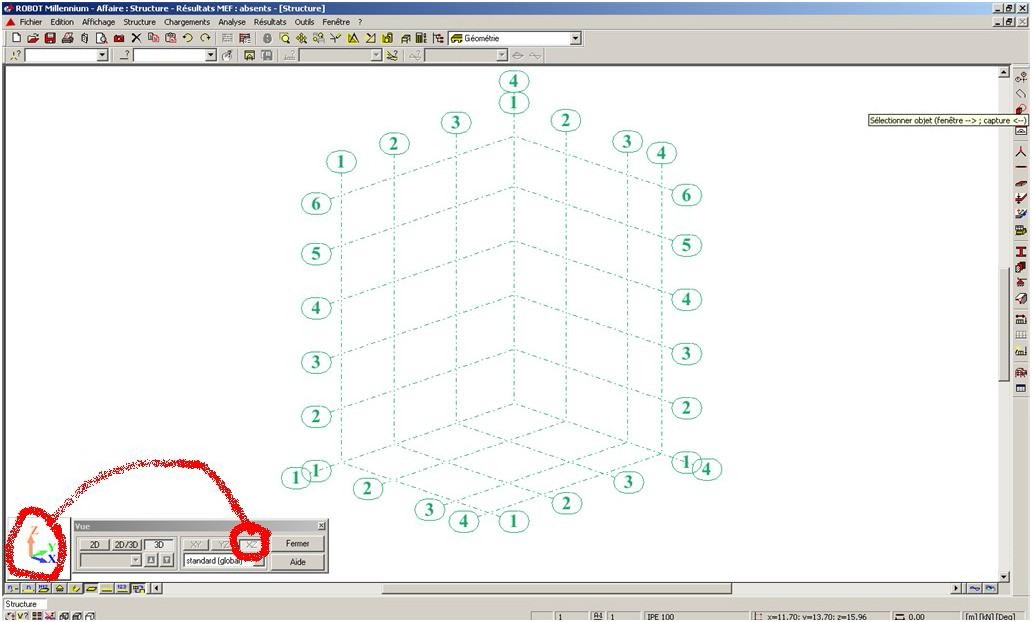 ROBOT Millennium - Affaire : Structure - Résultats MEF : absents - [Structure]
Fichier Edition Affichage Structure Chargements Analyse Résultats Outils Fenêtre ?
Géométrie
4
1
3 2
2 3
1 4
Sélectionner objet (fenêtre --> ; capture <--)
6 6
5 5
4 4
3 3
2 2
1 1 1 4
2 3
3 2
4 1
Vue
2D 2D/3D 3D XY YZ XZ Fermer
standard (global) Aide
Z
Y
X
Structure
1 1 IPE 100 x=11.70; y=13.70; z=15.96 0.00 [m] [kN] [Deg]